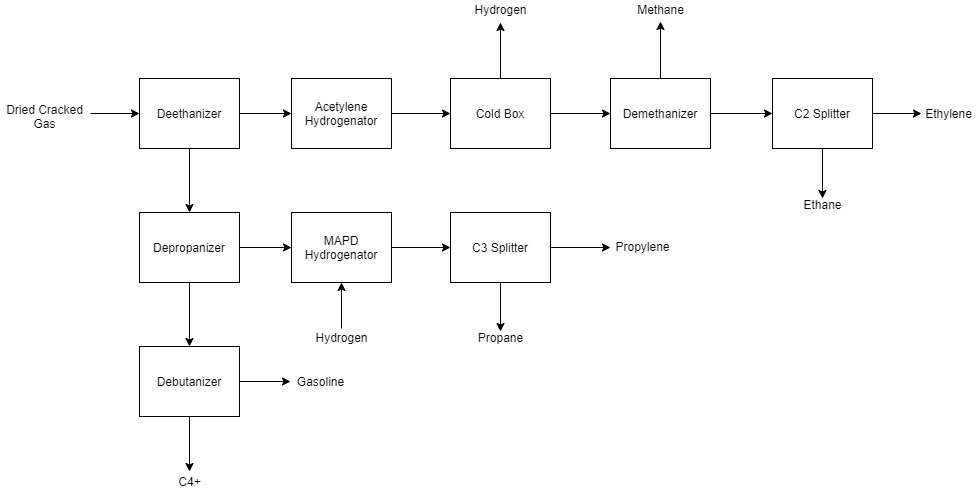 Hydrogen
Methane
Dried Cracked
Gas
Deethanizer
Acetylene
Hydrogenator
Cold Box
Demethanizer
C2 Splitter
Ethylene
Ethane
Depropanizer
MAPD
Hydrogenator
C3 Splitter
Propylene
Hydrogen
Propane
Debutanizer
Gasoline
C4+